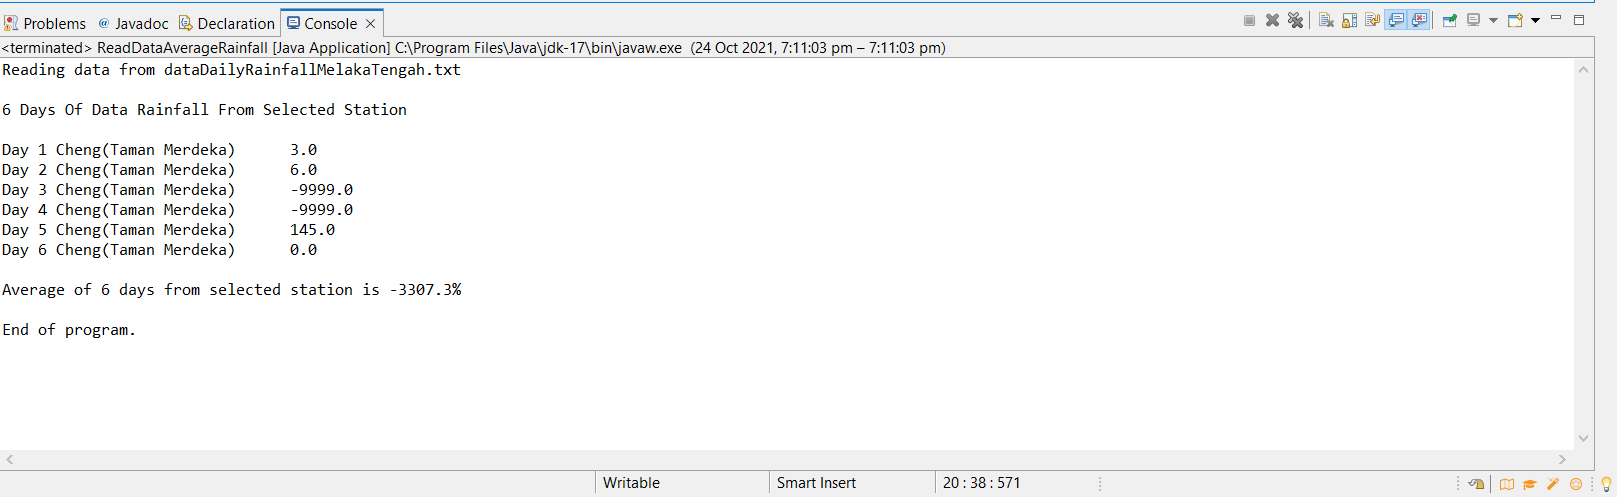 Problems @ Javadoc Declaration Console
<terminated> ReadDataAverageRainfall [Java Application] C:\Program Files\Java\jdk-17\bin\javaw.exe (24 Oct 2021, 7:11:03 pm – 7:11:03 pm)
Reading data from dataDailyRainfallMelakaTengah.txt
6 Days Of Data Rainfall From Selected Station
Day 1 Cheng(Taman Merdeka) 3.0
Day 2 Cheng(Taman Merdeka) 6.0
Day 3 Cheng(Taman Merdeka) -9999.0
Day 4 Cheng(Taman Merdeka) -9999.0
Day 5 Cheng(Taman Merdeka) 145.0
Day 6 Cheng(Taman Merdeka) 0.0
Average of 6 days from selected station is -3307.3%
End of program.
Writable Smart Insert 20 : 38 : 571